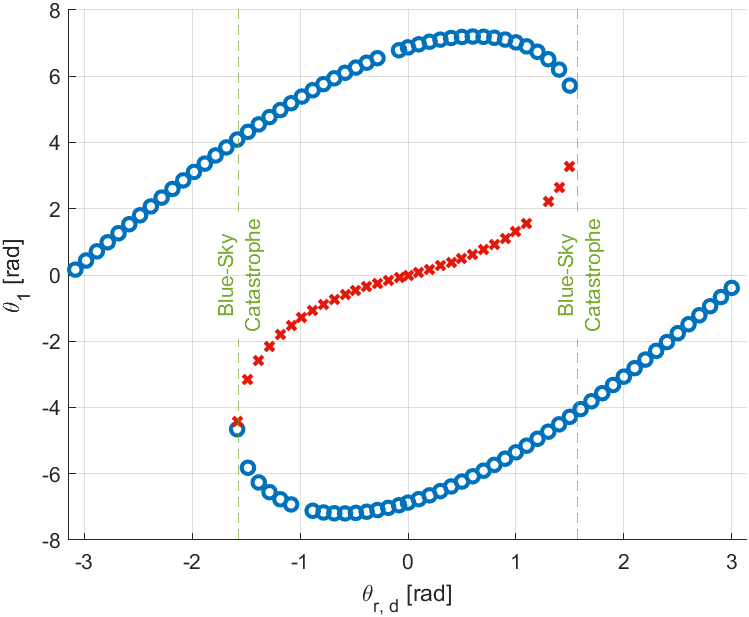 8
6
4
2
0
-2
-4
-6
-8
θ1 [rad]
Blue-Sky
Catastrophe
Blue-Sky
Catastrophe
-3 -2 -1 0 1 2 3
θr, d [rad]